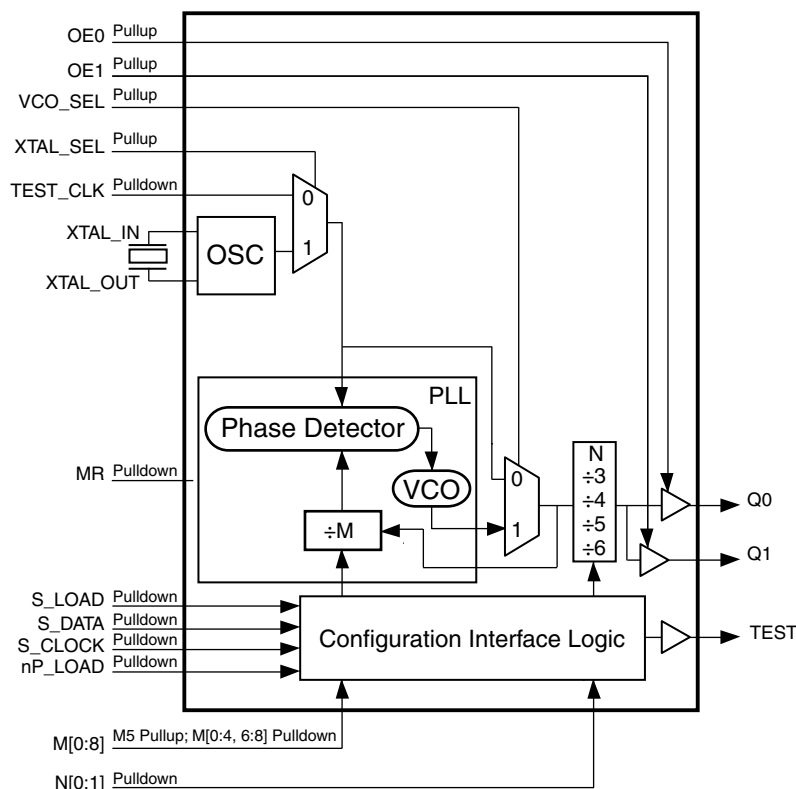 OE0 Pullup
OE1 Pullup
VCO_SEL Pullup
XTAL_SEL Pullup
TEST_CLK Pulldown
0
XTAL_IN
OSC
1
XTAL_OUT
PLL
Phase Detector
MR Pulldown
VCO
÷M
0
1
N
÷3
÷4
÷5
÷6
Q0
Q1
S_LOAD Pulldown
S_DATA Pulldown
S_CLOCK Pulldown
nP_LOAD Pulldown
Configuration Interface Logic
TEST
M[0:8] M5 Pullup; M[0:4, 6:8] Pulldown
N[0:1] Pulldown